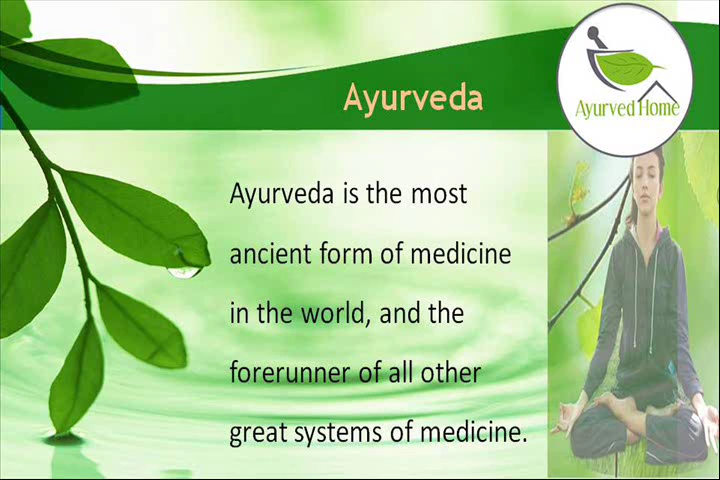 Ayurveda
Ayurved Home
Ayurveda is the most
ancient form of medicine
in the world, and the
forerunner of all other
great systems of medicine.